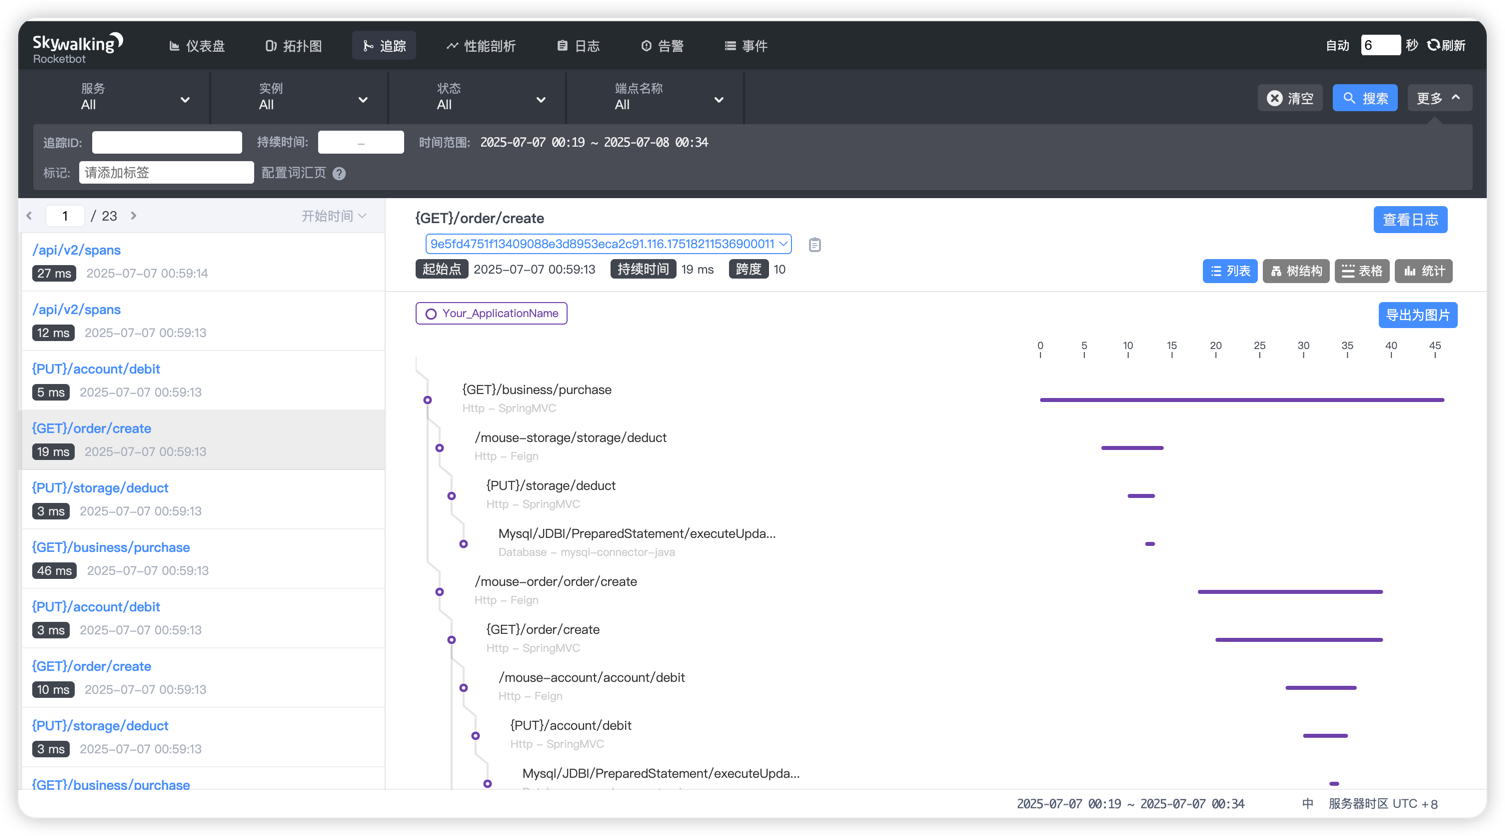 Skywalking
Rocketbot
仪表盘
拓扑图
追踪
性能剖析
日志
告警
事件
自动 6 秒 刷新
服务
All
实例
All
状态
All
端点名称
All
清空
搜索
更多
追踪ID:
持续时间: –
时间范围: 2025-07-07 00:19 ~ 2025-07-08 00:34
标记: 请添加标签
配置词汇页 ?
1 / 23
开始时间
/api/v2/spans
27 ms 2025-07-07 00:59:14
/api/v2/spans
12 ms 2025-07-07 00:59:13
{PUT}/account/debit
5 ms 2025-07-07 00:59:13
{GET}/order/create
19 ms 2025-07-07 00:59:13
{PUT}/storage/deduct
3 ms 2025-07-07 00:59:13
{GET}/business/purchase
46 ms 2025-07-07 00:59:13
{PUT}/account/debit
3 ms 2025-07-07 00:59:13
{GET}/order/create
10 ms 2025-07-07 00:59:13
{PUT}/storage/deduct
3 ms 2025-07-07 00:59:13
{GET}/business/purchase
{GET}/order/create
查看日志
9e5fd4751f13409088e3d8953eca2c91.116.17518211536900011
起始点 2025-07-07 00:59:13 持续时间 19 ms 跨度 10
列表
树结构
表格
统计
Your_ApplicationName
导出为图片
0 5 10 15 20 25 30 35 40 45
{GET}/business/purchase
Http - SpringMVC
/mouse-storage/storage/deduct
Http - Feign
{PUT}/storage/deduct
Http - SpringMVC
Mysql/JDBI/PreparedStatement/executeUpda...
Database - mysql-connector-java
/mouse-order/order/create
Http - Feign
{GET}/order/create
Http - SpringMVC
/mouse-account/account/debit
Http - Feign
{PUT}/account/debit
Http - SpringMVC
Mysql/JDBI/PreparedStatement/executeUpda...
2025-07-07 00:19 ~ 2025-07-07 00:34
中
服务器时区 UTC +8